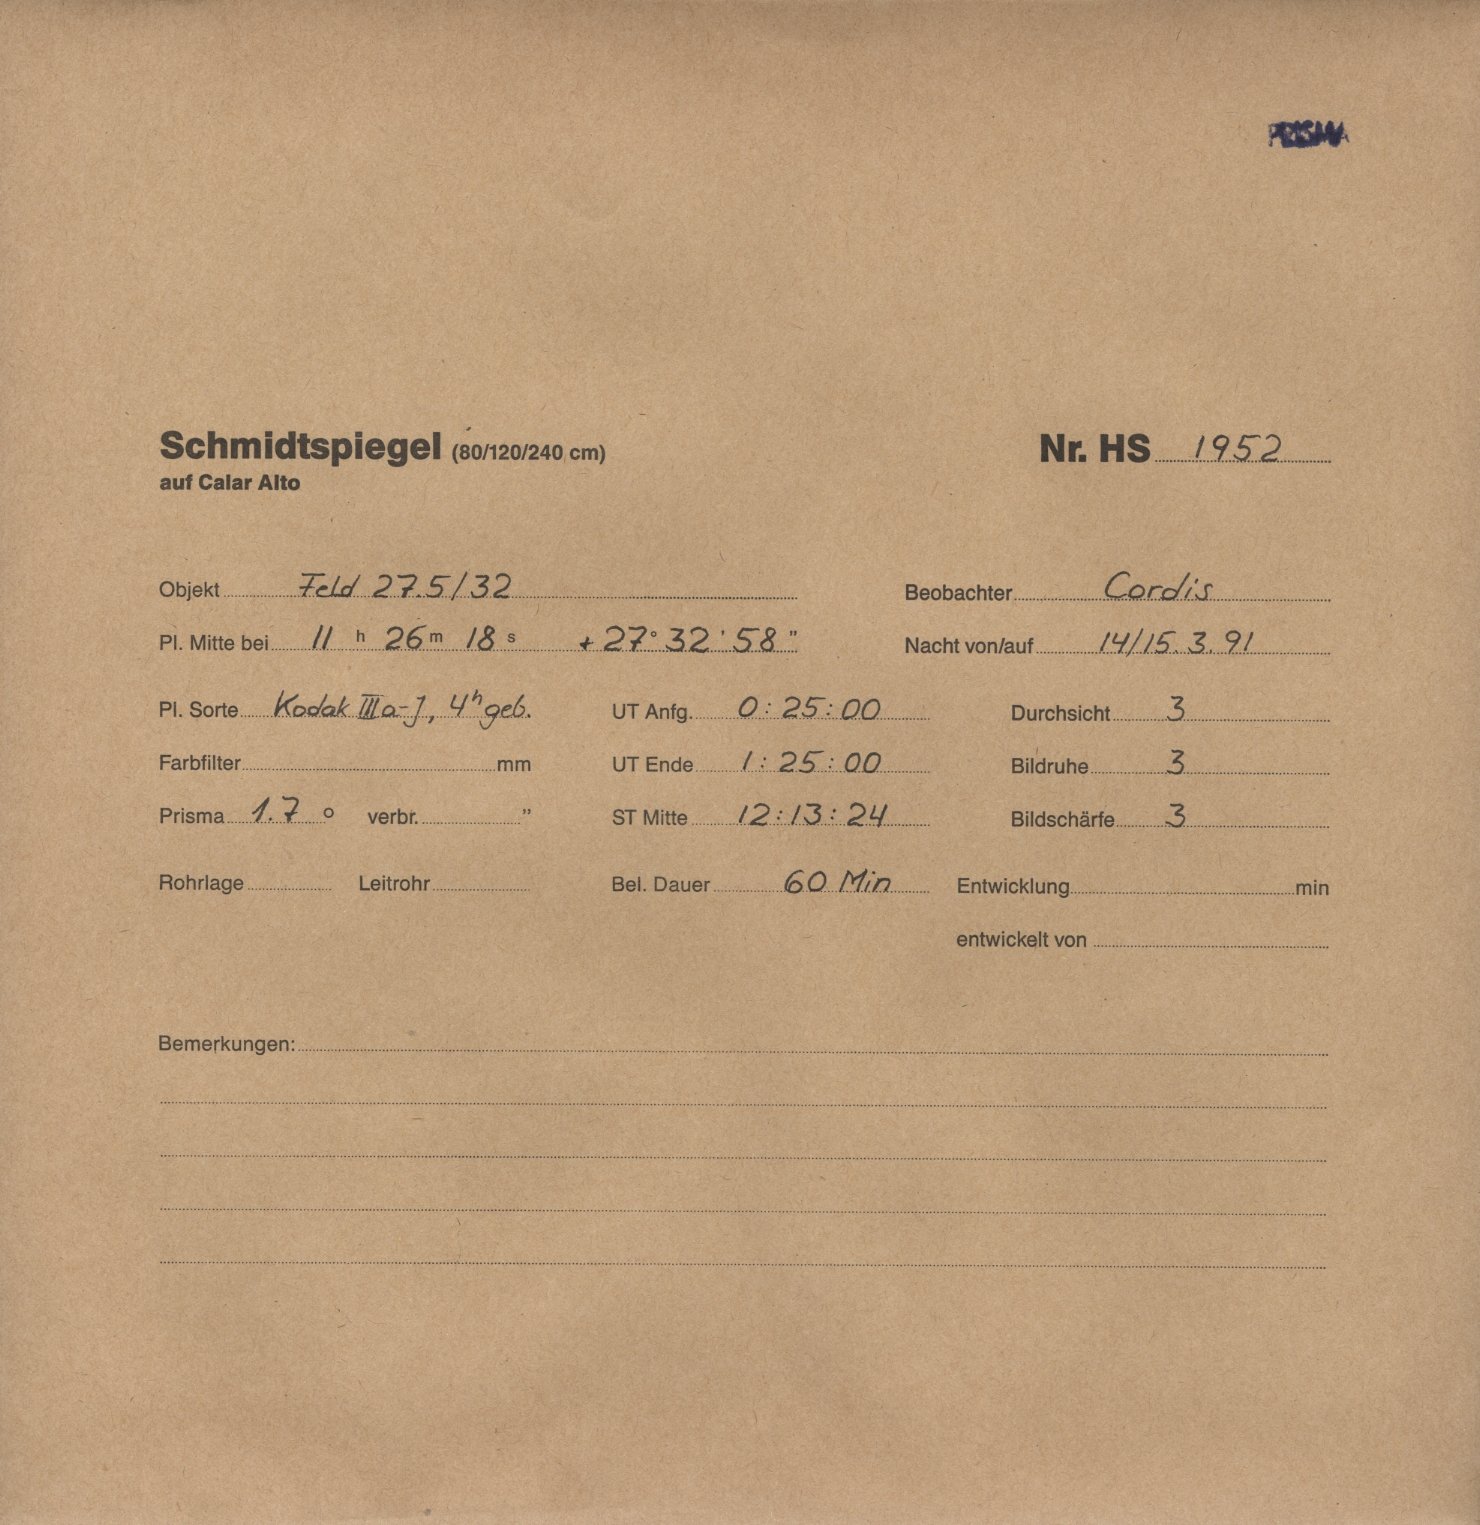 PRISMA
Schmidtspiegel (80/120/240 cm) Nr. HS 1952
auf Calar Alto
Objekt Feld 27.5/32 Beobachter Cordis
Pl. Mitte bei 11 h 26 m 18 s + 27° 32 ' 58 " Nacht von/auf 14/15. 3. 91
Pl. Sorte Kodak IIIa-J, 4h geb. UT Anfg. 0:25:00 Durchsicht 3
Farbfilter mm UT Ende 1:25:00 Bildruhe 3
Prisma 1.7 ° verbr. " ST Mitte 12:13:24 Bildschärfe 3
Rohrlage Leitrohr Bel. Dauer 60 Min Entwicklung min
entwickelt von
Bemerkungen: